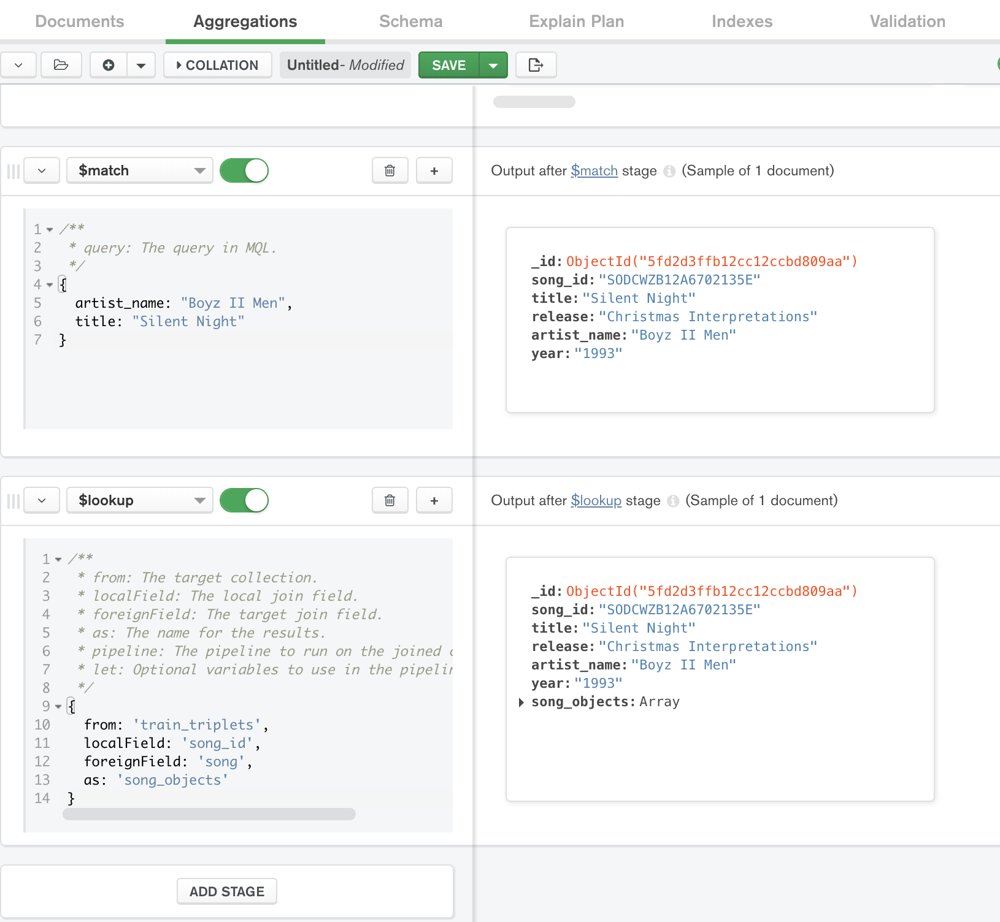 Documents Aggregations Schema Explain Plan Indexes Validation
COLLATION Untitled- Modified SAVE
$match
Output after $match stage (Sample of 1 document)
1 /**
2 * query: The query in MQL.
3 */
4 {
5 artist_name: "Boyz II Men",
6 title: "Silent Night"
7 }
_id: ObjectId("5fd2d3ffb12cc12ccbd809aa")
song_id: "SODCWZB12A6702135E"
title: "Silent Night"
release: "Christmas Interpretations"
artist_name: "Boyz II Men"
year: "1993"
$lookup
Output after $lookup stage (Sample of 1 document)
1 /**
2 * from: The target collection.
3 * localField: The local join field.
4 * foreignField: The target join field.
5 * as: The name for the results.
6 * pipeline: The pipeline to run on the joined
7 * let: Optional variables to use in the
8 */
9 {
10 from: 'train_triplets',
11 localField: 'song_id',
12 foreignField: 'song',
13 as: 'song_objects'
14 }
_id: ObjectId("5fd2d3ffb12cc12ccbd809aa")
song_id: "SODCWZB12A6702135E"
title: "Silent Night"
release: "Christmas Interpretations"
artist_name: "Boyz II Men"
year: "1993"
song_objects: Array
ADD STAGE